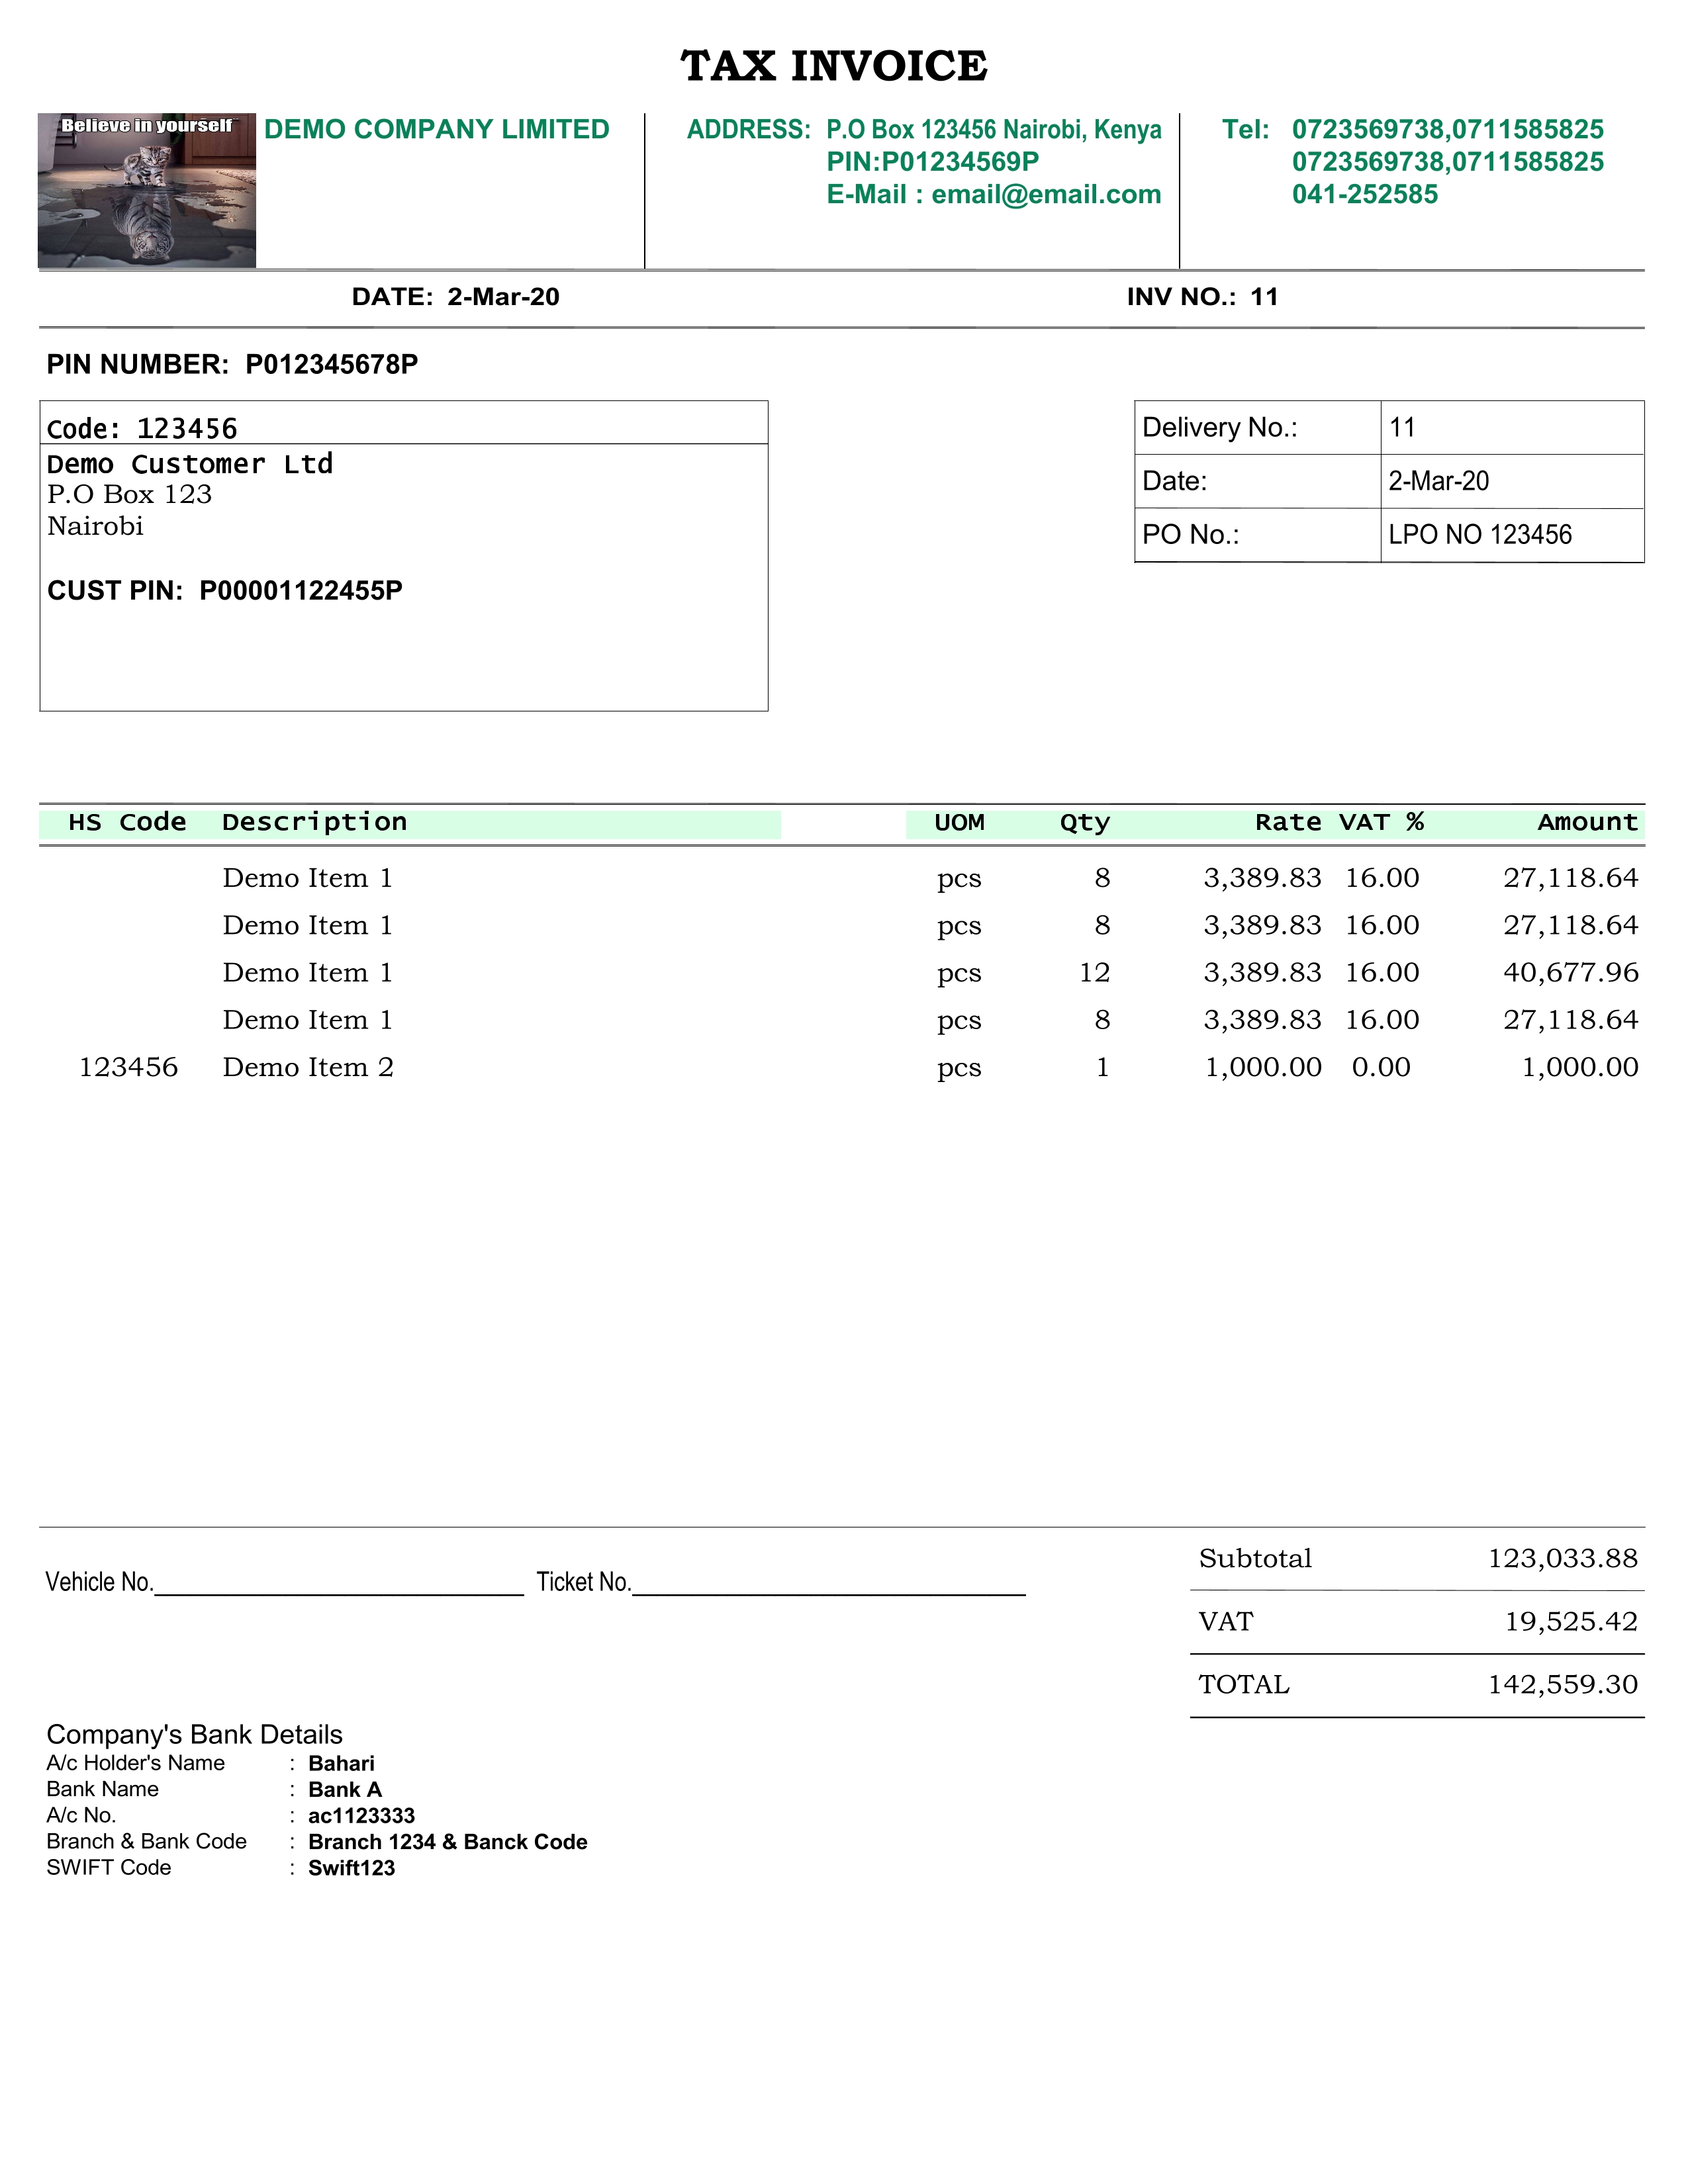 TAX INVOICE
Believe in yourself
DEMO COMPANY LIMITED
ADDRESS: P.O Box 123456 Nairobi, Kenya
PIN:P01234569P
E-Mail : email@email.com
Tel: 0723569738,0711585825
0723569738,0711585825
041-252585
DATE: 2-Mar-20 INV NO.: 11
PIN NUMBER: P012345678P
Code: 123456
Demo Customer Ltd
P.O Box 123
Nairobi
CUST PIN: P00001122455P
Delivery No.: 11
Date: 2-Mar-20
PO No.: LPO NO 123456
HS Code Description UOM Qty Rate VAT % Amount
Demo Item 1 pcs 8 3,389.83 16.00 27,118.64
Demo Item 1 pcs 8 3,389.83 16.00 27,118.64
Demo Item 1 pcs 12 3,389.83 16.00 40,677.96
Demo Item 1 pcs 8 3,389.83 16.00 27,118.64
123456 Demo Item 2 pcs 1 1,000.00 0.00 1,000.00
Vehicle No. Ticket No.
Subtotal 123,033.88
VAT 19,525.42
TOTAL 142,559.30
Company's Bank Details
A/c Holder's Name : Bahari
Bank Name : Bank A
A/c No. : ac1123333
Branch & Bank Code : Branch 1234 & Banck Code
SWIFT Code : Swift123